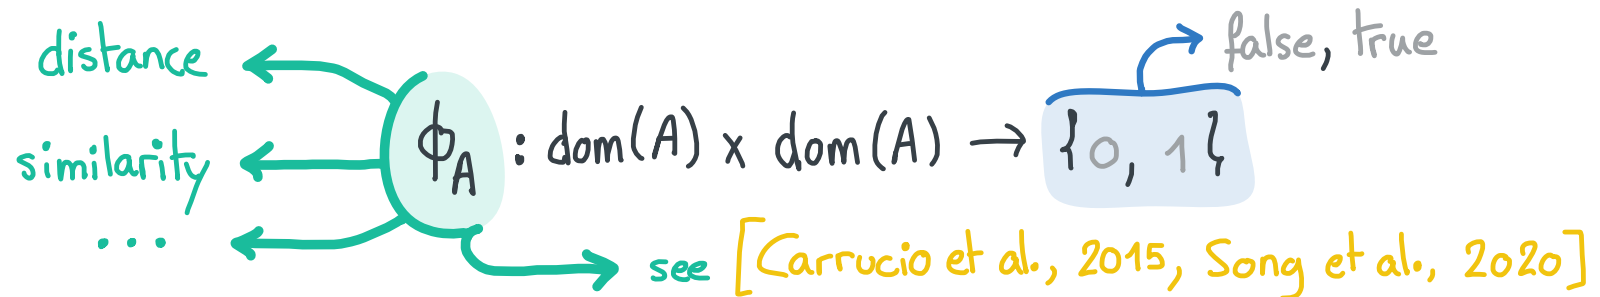 false, true
distance
ϕA : dom(A) x dom(A) → {0, 1}
similarity
...
see [Carrucio et al., 2015, Song et al., 2020]